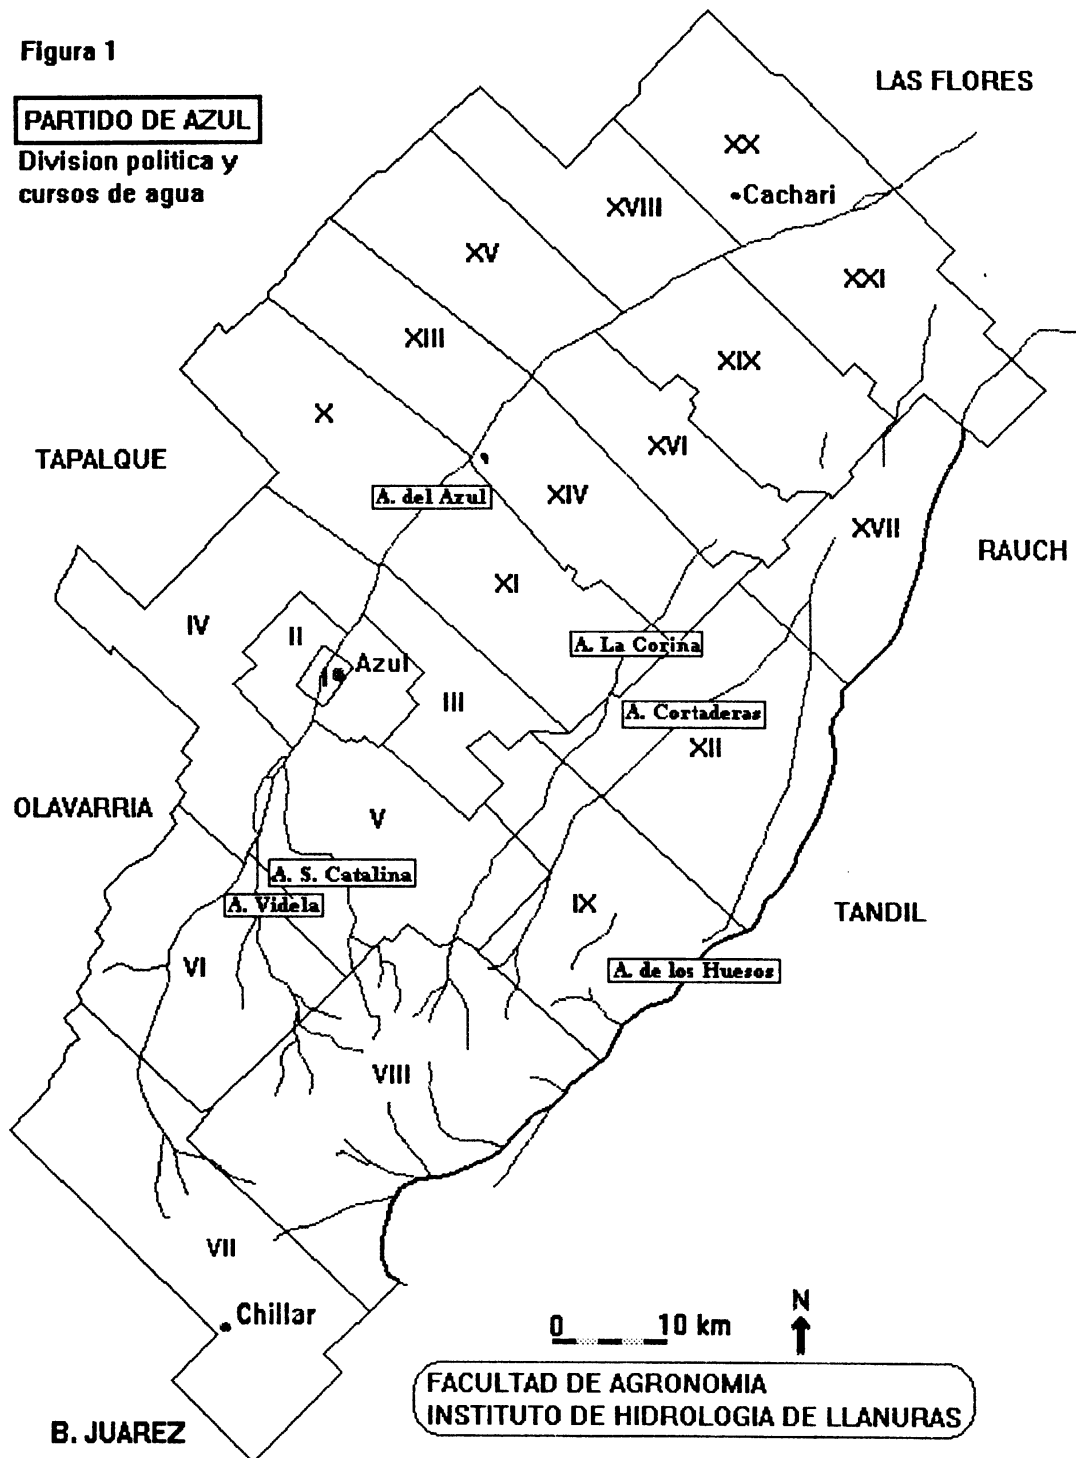 Figura 1
LAS FLORES
PARTIDO DE AZUL
Division politica y
cursos de agua
XX
Cachari
XVIII
XV
XXI
XIII
XIX
X
XVI
TAPALQUE
A. del Azul
XIV
XVII
RAUCH
XI
IV
II
A. La Corina
I
Azul
III
A. Cortaderas
XII
OLAVARRIA
V
A. S. Catalina
A. Videla
IX
TANDIL
VI
A. de los Huesos
VIII
VII
Chillar
N
0 10 km
FACULTAD DE AGRONOMIA
INSTITUTO DE HIDROLOGIA DE LLANURAS
B. JUAREZ